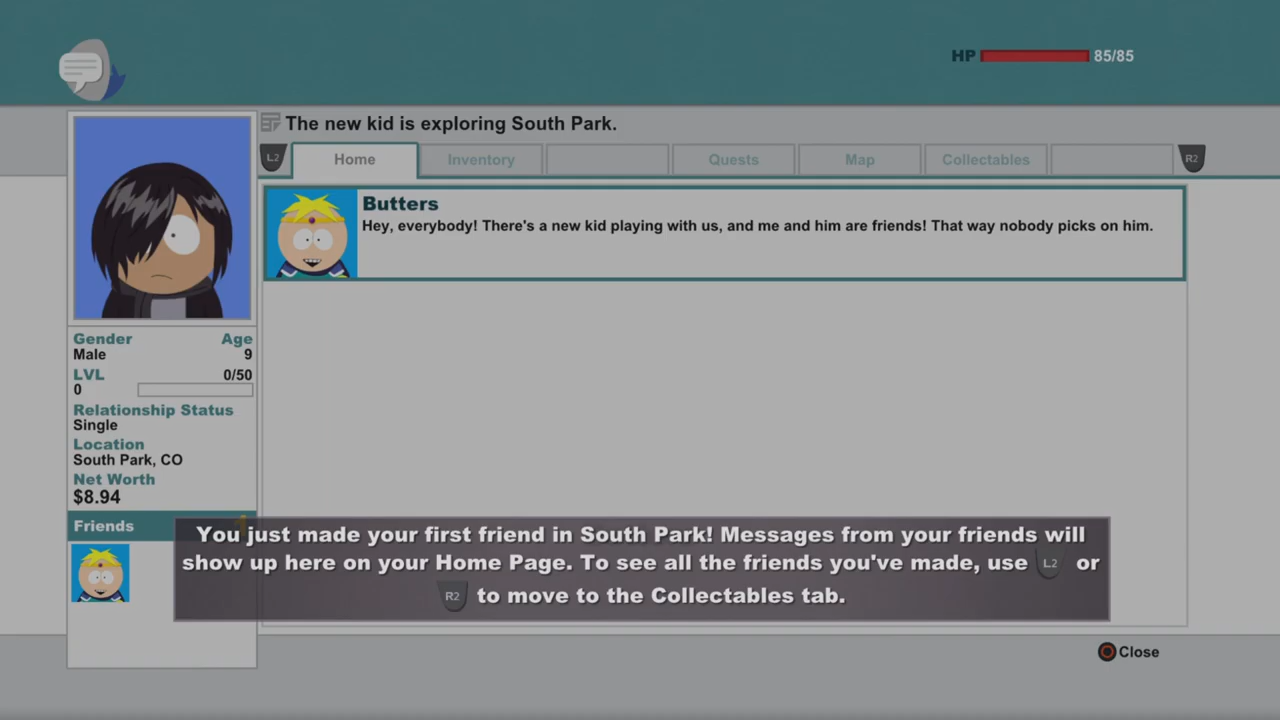 HP 85/85
The new kid is exploring South Park.
L2 Home Inventory Quests Map Collectables R2
Butters
Hey, everybody! There's a new kid playing with us, and me and him are friends! That way nobody picks on him.
Gender Age
Male 9
LVL 0/50
0
Relationship Status
Single
Location
South Park, CO
Net Worth
$8.94
Friends 1
You just made your first friend in South Park! Messages from your friends will
show up here on your Home Page. To see all the friends you've made, use L2 or
R2 to move to the Collectables tab.
Close